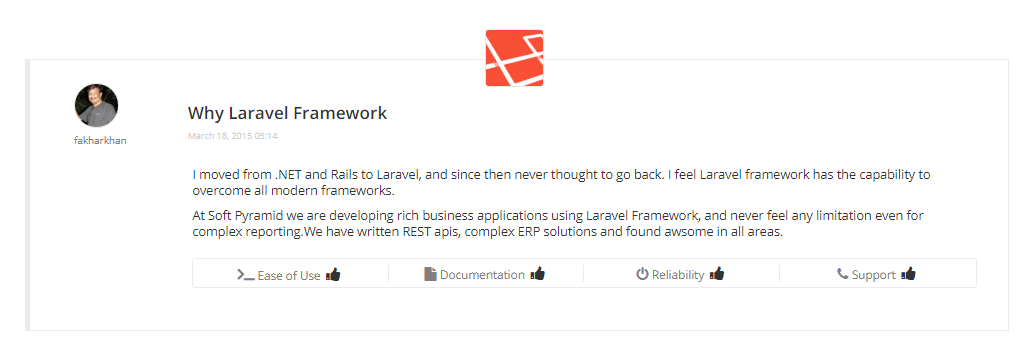 Why Laravel Framework
March 18, 2015 05:14
fakharkhan
I moved from .NET and Rails to Laravel, and since then never thought to go back. I feel Laravel framework has the capability to
overcome all modern frameworks.
At Soft Pyramid we are developing rich business applications using Laravel Framework, and never feel any limitation even for
complex reporting.We have written REST apis, complex ERP solutions and found awsome in all areas.
Ease of Use Documentation Reliability Support